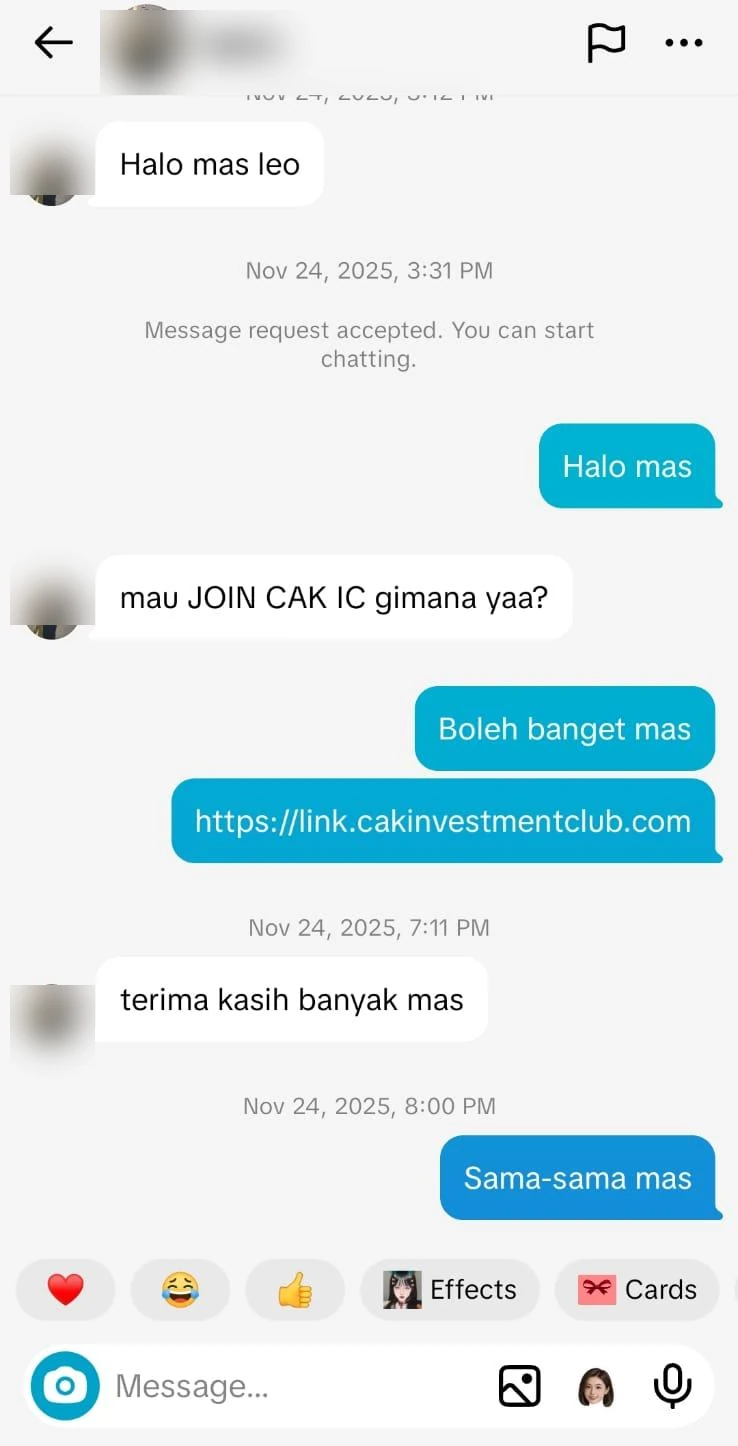 Halo mas leo
Nov 24, 2025, 3:31 PM
Message request accepted. You can start
chatting.
Halo mas
mau JOIN CAK IC gimana yaa?
Boleh banget mas
https://link.cakinvestmentclub.com
Nov 24, 2025, 7:11 PM
terima kasih banyak mas
Nov 24, 2025, 8:00 PM
Sama-sama mas
Effects
Cards
Message...